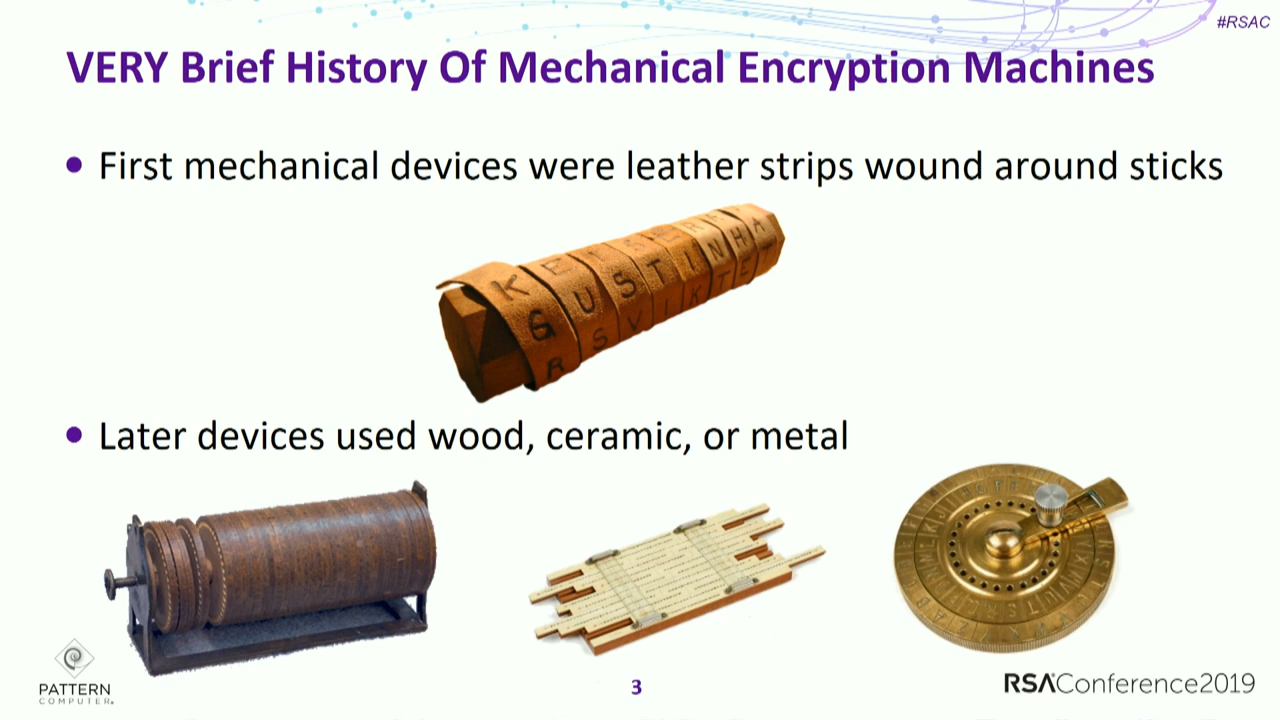 #RSAC
VERY Brief History Of Mechanical Encryption Machines
• First mechanical devices were leather strips wound around sticks
K E
G U S T I N H A
R S V I K T E T
• Later devices used wood, ceramic, or metal
PATTERN
COMPUTER
3
RSAConference2019